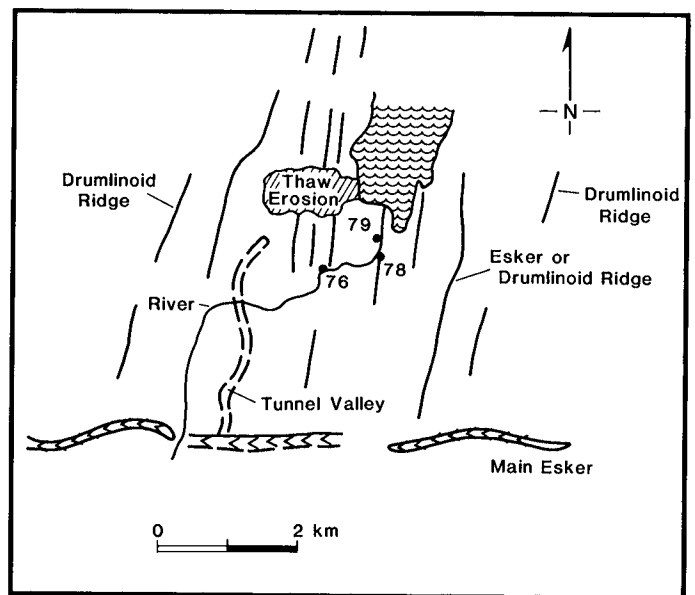 N
Drumlinoid
Ridge
Thaw
Erosion
Drumlinoid
Ridge
79
78
76
Esker or
Drumlinoid Ridge
River
Tunnel Valley
Main Esker
0 2 km